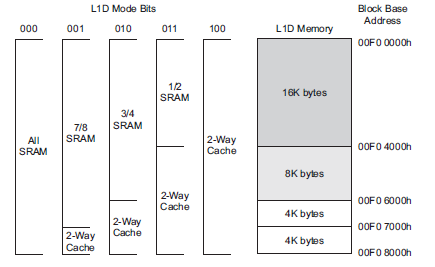 L1D Mode Bits
Block Base
Address
000 001 010 011 100
L1D Memory
00F0 0000h
1/2
SRAM
16K bytes
3/4
SRAM
7/8
SRAM
All
SRAM
2-Way
Cache
00F0 4000h
8K bytes
2-Way
Cache
00F0 6000h
4K bytes
2-Way
Cache
00F0 7000h
2-Way
Cache
4K bytes
00F0 8000h